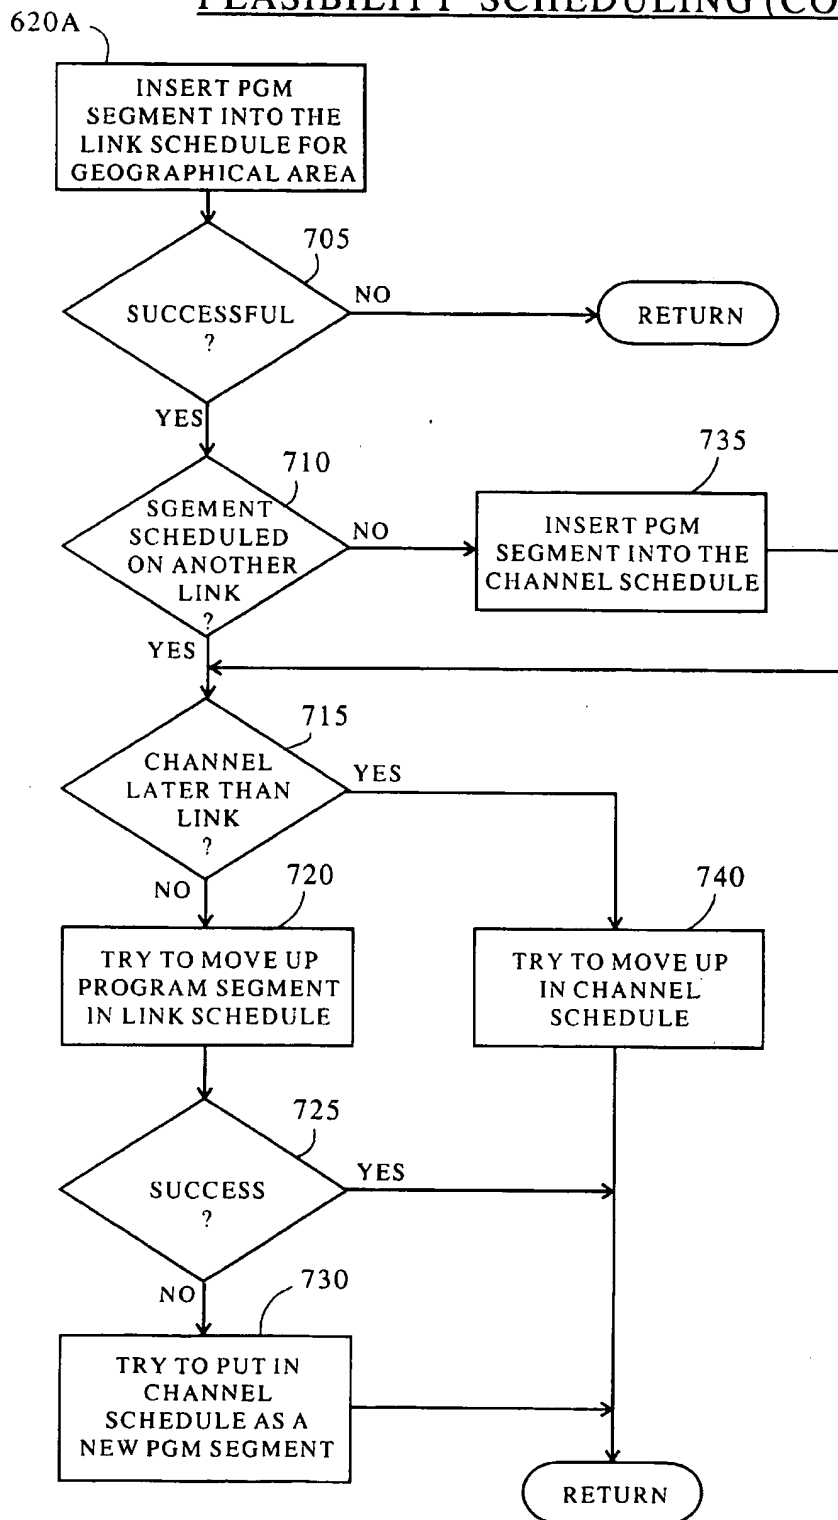 FEASIBILITY SCHEDULING (CO
620A
INSERT PGM
SEGMENT INTO THE
LINK SCHEDULE FOR
GEOGRAPHICAL AREA
705
SUCCESSFUL
?
NO
RETURN
YES
710
SGEMENT
SCHEDULED
ON ANOTHER
LINK
?
NO
735
INSERT PGM
SEGMENT INTO THE
CHANNEL SCHEDULE
YES
715
CHANNEL
LATER THAN
LINK
?
YES
NO
720
TRY TO MOVE UP
PROGRAM SEGMENT
IN LINK SCHEDULE
740
TRY TO MOVE UP
IN CHANNEL
SCHEDULE
725
SUCCESS
?
YES
NO
730
TRY TO PUT IN
CHANNEL
SCHEDULE AS A
NEW PGM SEGMENT
RETURN